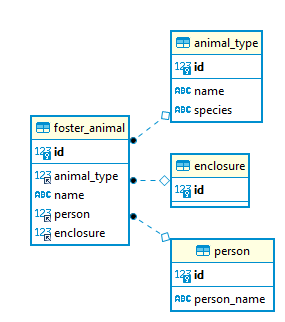 foster_animal
123 id
123 animal_type
ABC name
123 person
123 enclosure
animal_type
123 id
ABC name
ABC species
enclosure
123 id
person
123 id
ABC person_name